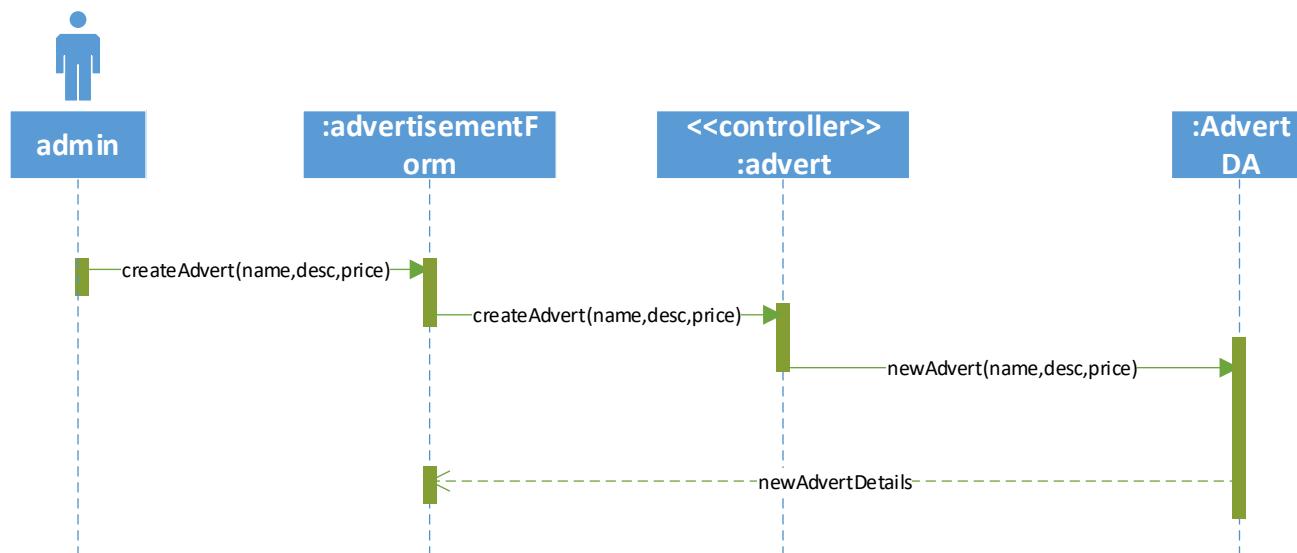 admin
:advertisementF
orm
<<controller>>
:advert
:Advert
DA
createAdvert(name,desc,price)
createAdvert(name,desc,price)
newAdvert(name,desc,price)
newAdvertDetails